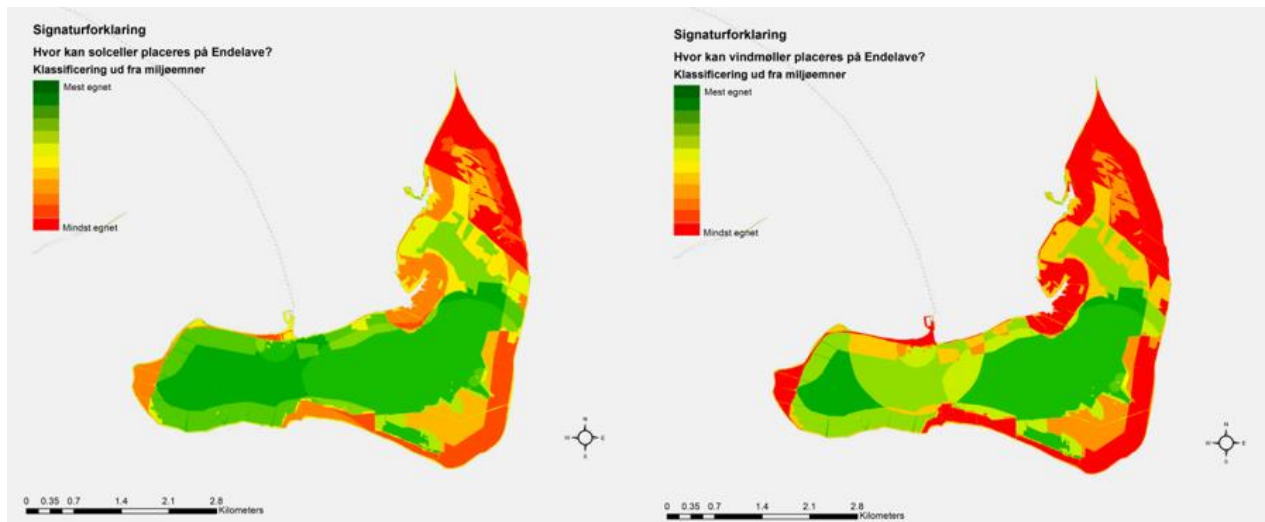 Signaturforklaring
Hvor kan solceller placeres på Endelave?
Klassificering ud fra miljøemner
Mest egnet
Mindst egnet
N
W E
S
0 0.35 0.7 1.4 2.1 2.8
Kilometers
Signaturforklaring
Hvor kan vindmøller placeres på Endelave?
Klassificering ud fra miljøemner
Mest egnet
Mindst egnet
N
W E
S
0 0.35 0.7 1.4 2.1 2.8
Kilometers